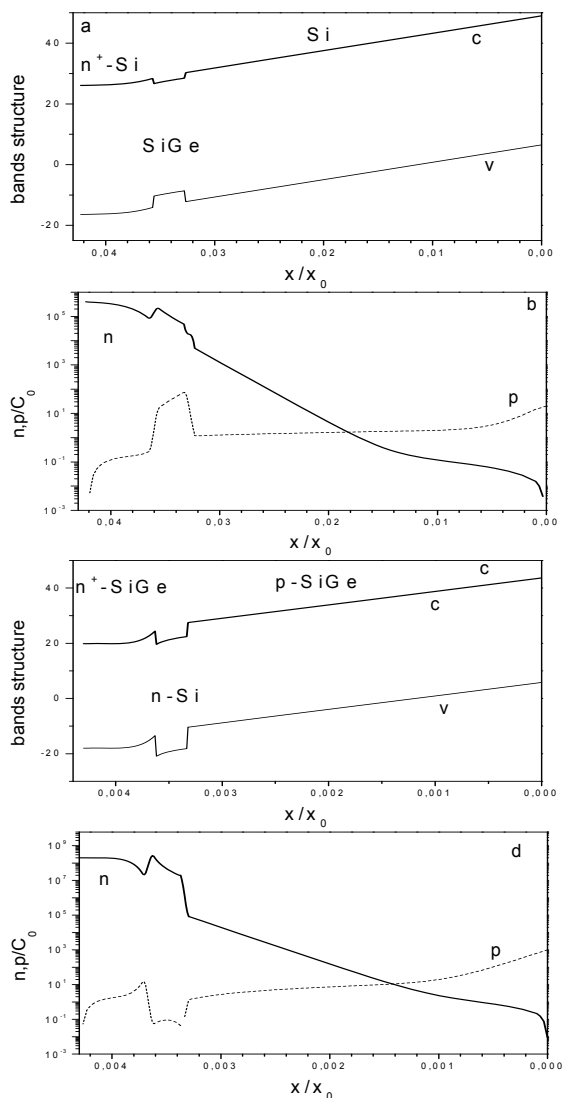 a
Si
c
n+-Si
SiGe
v
bands structure
40
20
0
-20
0,04
0,03
0,02
0,01
0,00
x/x0
b
n
p
n,p/C0
10^5
10^3
10^1
10^-1
10^-3
0,04
0,03
0,02
0,01
0,00
x/x0
c
n+-SiGe
p-SiGe
c
n-Si
v
bands structure
40
20
0
-20
0,004
0,003
0,002
0,001
0,000
x/x0
d
n
p
n,p/C0
10^9
10^7
10^5
10^3
10^1
10^-1
10^-3
0,004
0,003
0,002
0,001
0,000
x/x0